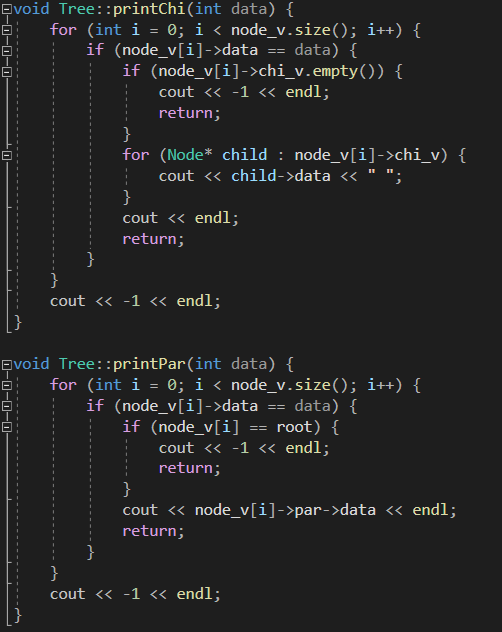 void Tree::printChi(int data) {
    for (int i = 0; i < node_v.size(); i++) {
        if (node_v[i]->data == data) {
            if (node_v[i]->chi_v.empty()) {
                cout << -1 << endl;
                return;
            }
            for (Node* child : node_v[i]->chi_v) {
                cout << child->data << " ";
            }
            cout << endl;
            return;
        }
    }
    cout << -1 << endl;
}

void Tree::printPar(int data) {
    for (int i = 0; i < node_v.size(); i++) {
        if (node_v[i]->data == data) {
            if (node_v[i] == root) {
                cout << -1 << endl;
                return;
            }
            cout << node_v[i]->par->data << endl;
            return;
        }
    }
    cout << -1 << endl;
}